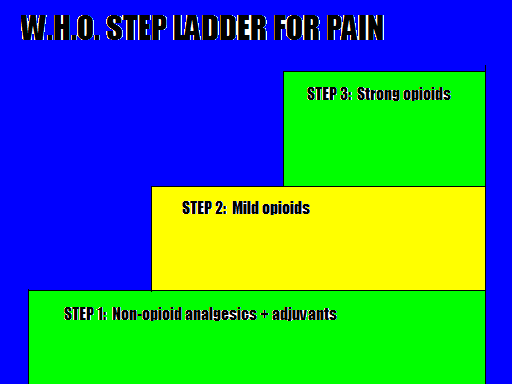 W.H.O. STEP LADDER FOR PAIN
STEP 3: Strong opioids
STEP 2: Mild opioids
STEP 1: Non-opioid analgesics + adjuvants